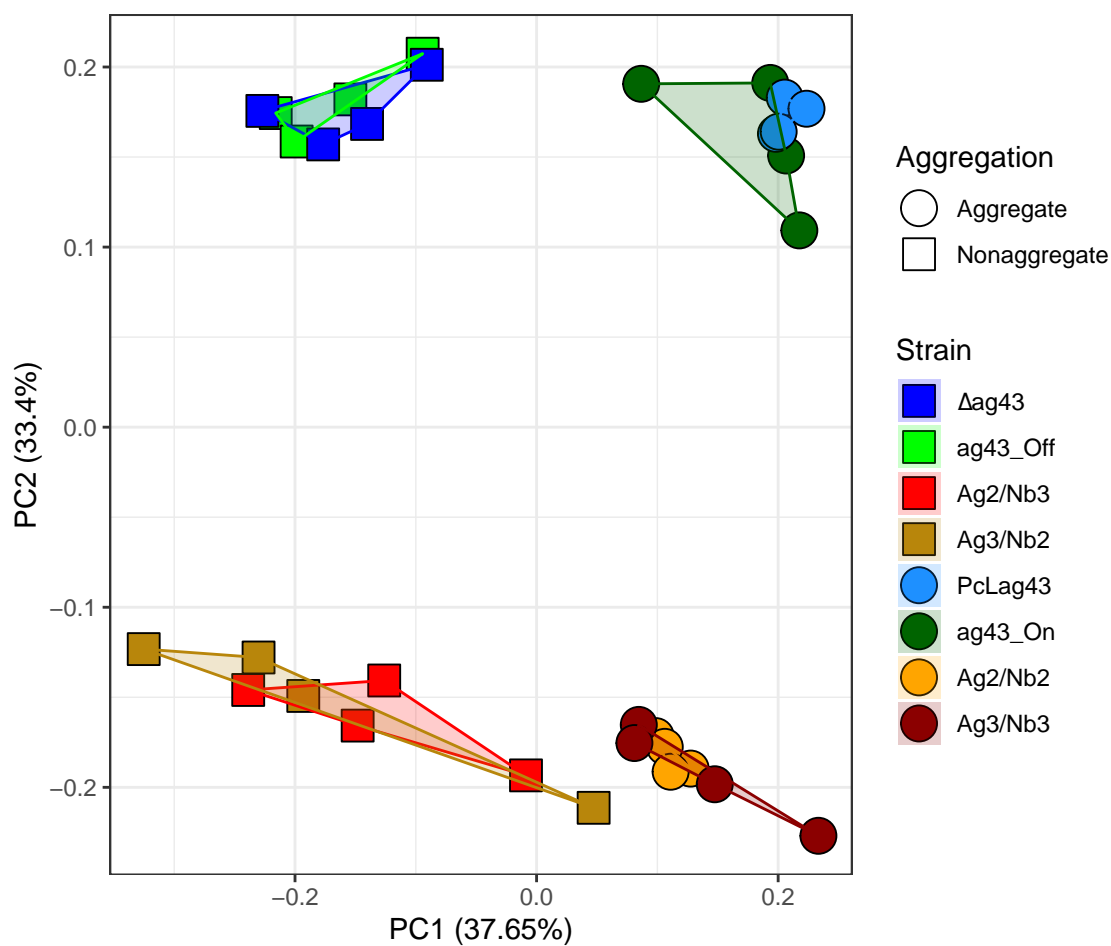 0.2
0.1
0.0
−0.1
−0.2
−0.2
0.0
0.2
PC1 (37.65%)
PC2 (33.4%)
Aggregation
Aggregate
Nonaggregate
Strain
Δag43
ag43_Off
Ag2/Nb3
Ag3/Nb2
PcLag43
ag43_On
Ag2/Nb2
Ag3/Nb3